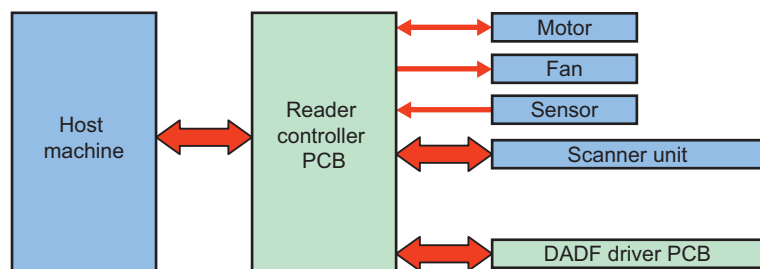 Host
machine
Reader
controller
PCB
Motor
Fan
Sensor
Scanner unit
DADF driver PCB